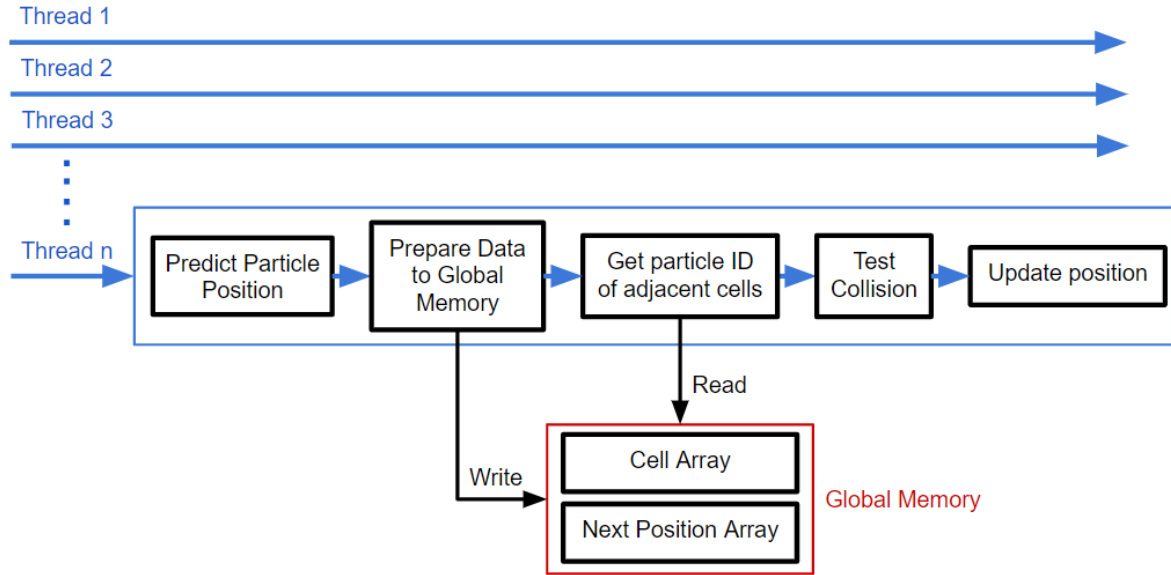 Thread 1
Thread 2
Thread 3
Thread n
Predict Particle
Position
Prepare Data
to Global
Memory
Get particle ID
of adjacent cells
Test
Collision
Update position
Read
Write
Cell Array
Next Position Array
Global Memory